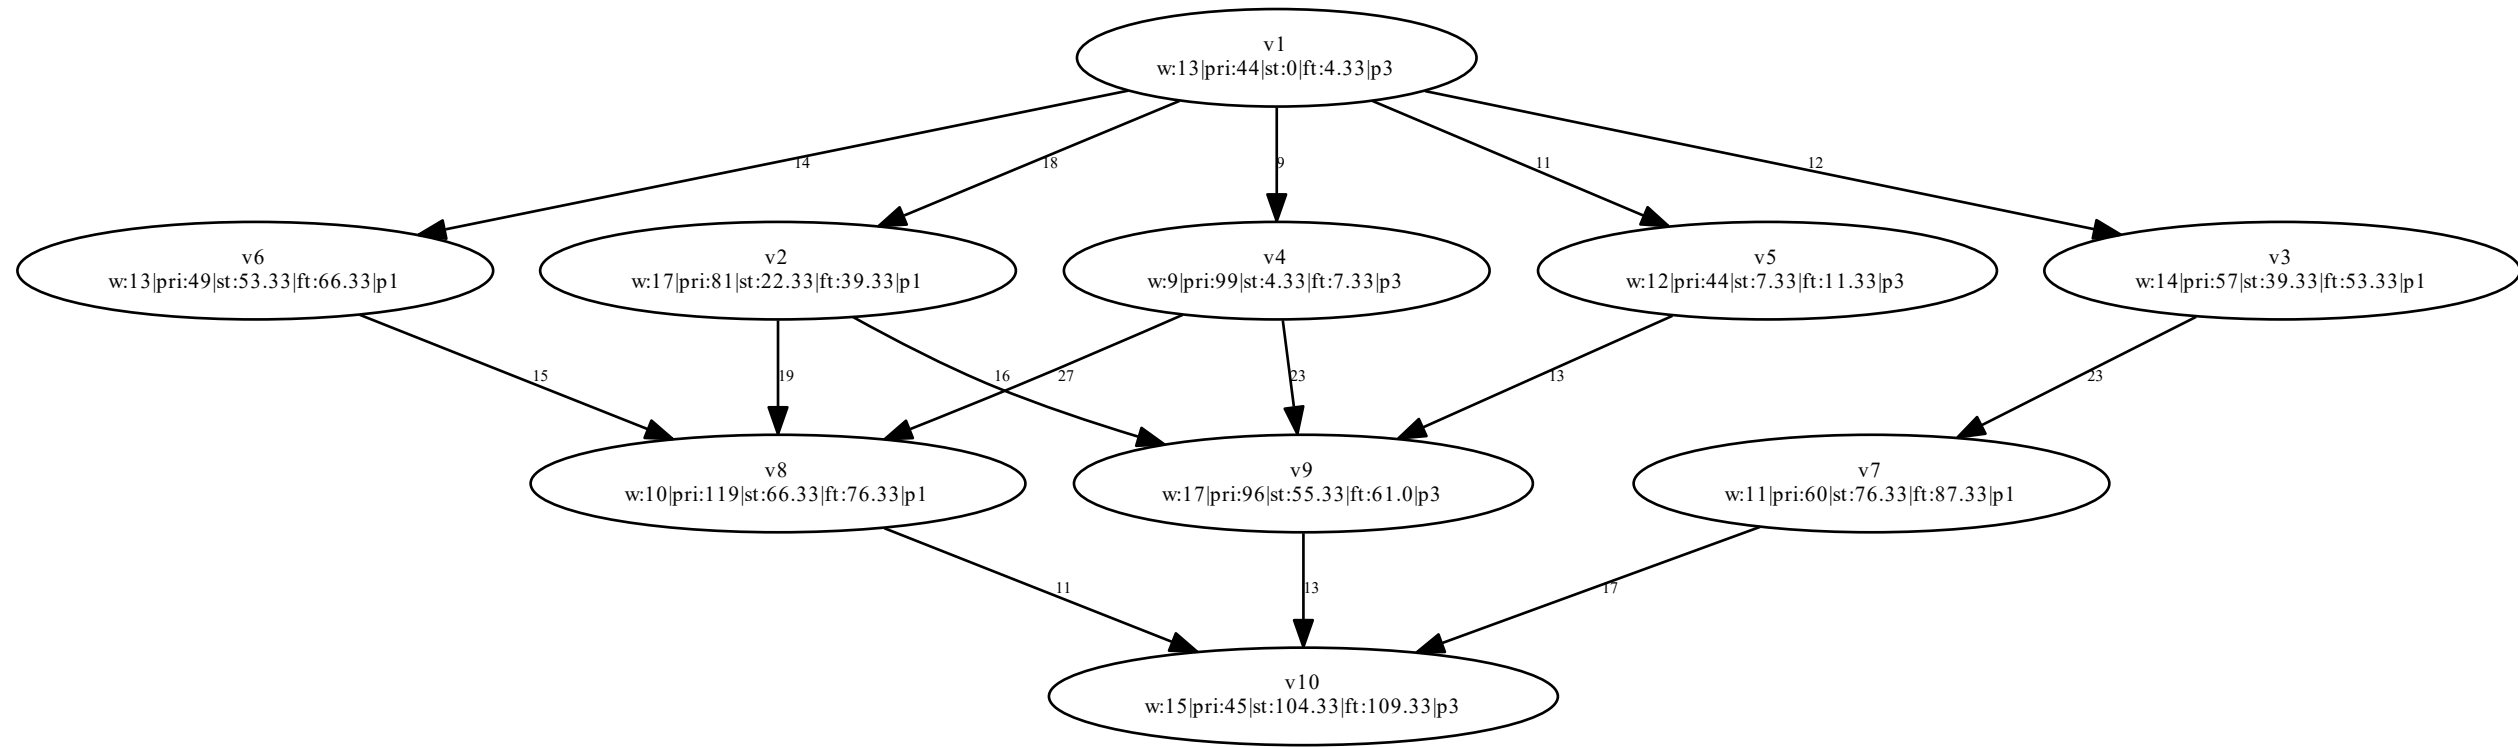 v1
w:13|pri:44|st:0|ft:4.33|p3
14
18
9
11
12
v6
w:13|pri:49|st:53.33|ft:66.33|p1
v2
w:17|pri:81|st:22.33|ft:39.33|p1
v4
w:9|pri:99|st:4.33|ft:7.33|p3
v5
w:12|pri:44|st:7.33|ft:11.33|p3
v3
w:14|pri:57|st:39.33|ft:53.33|p1
15
19
16
27
23
13
23
v8
w:10|pri:119|st:66.33|ft:76.33|p1
v9
w:17|pri:96|st:55.33|ft:61.0|p3
v7
w:11|pri:60|st:76.33|ft:87.33|p1
11
13
17
v10
w:15|pri:45|st:104.33|ft:109.33|p3